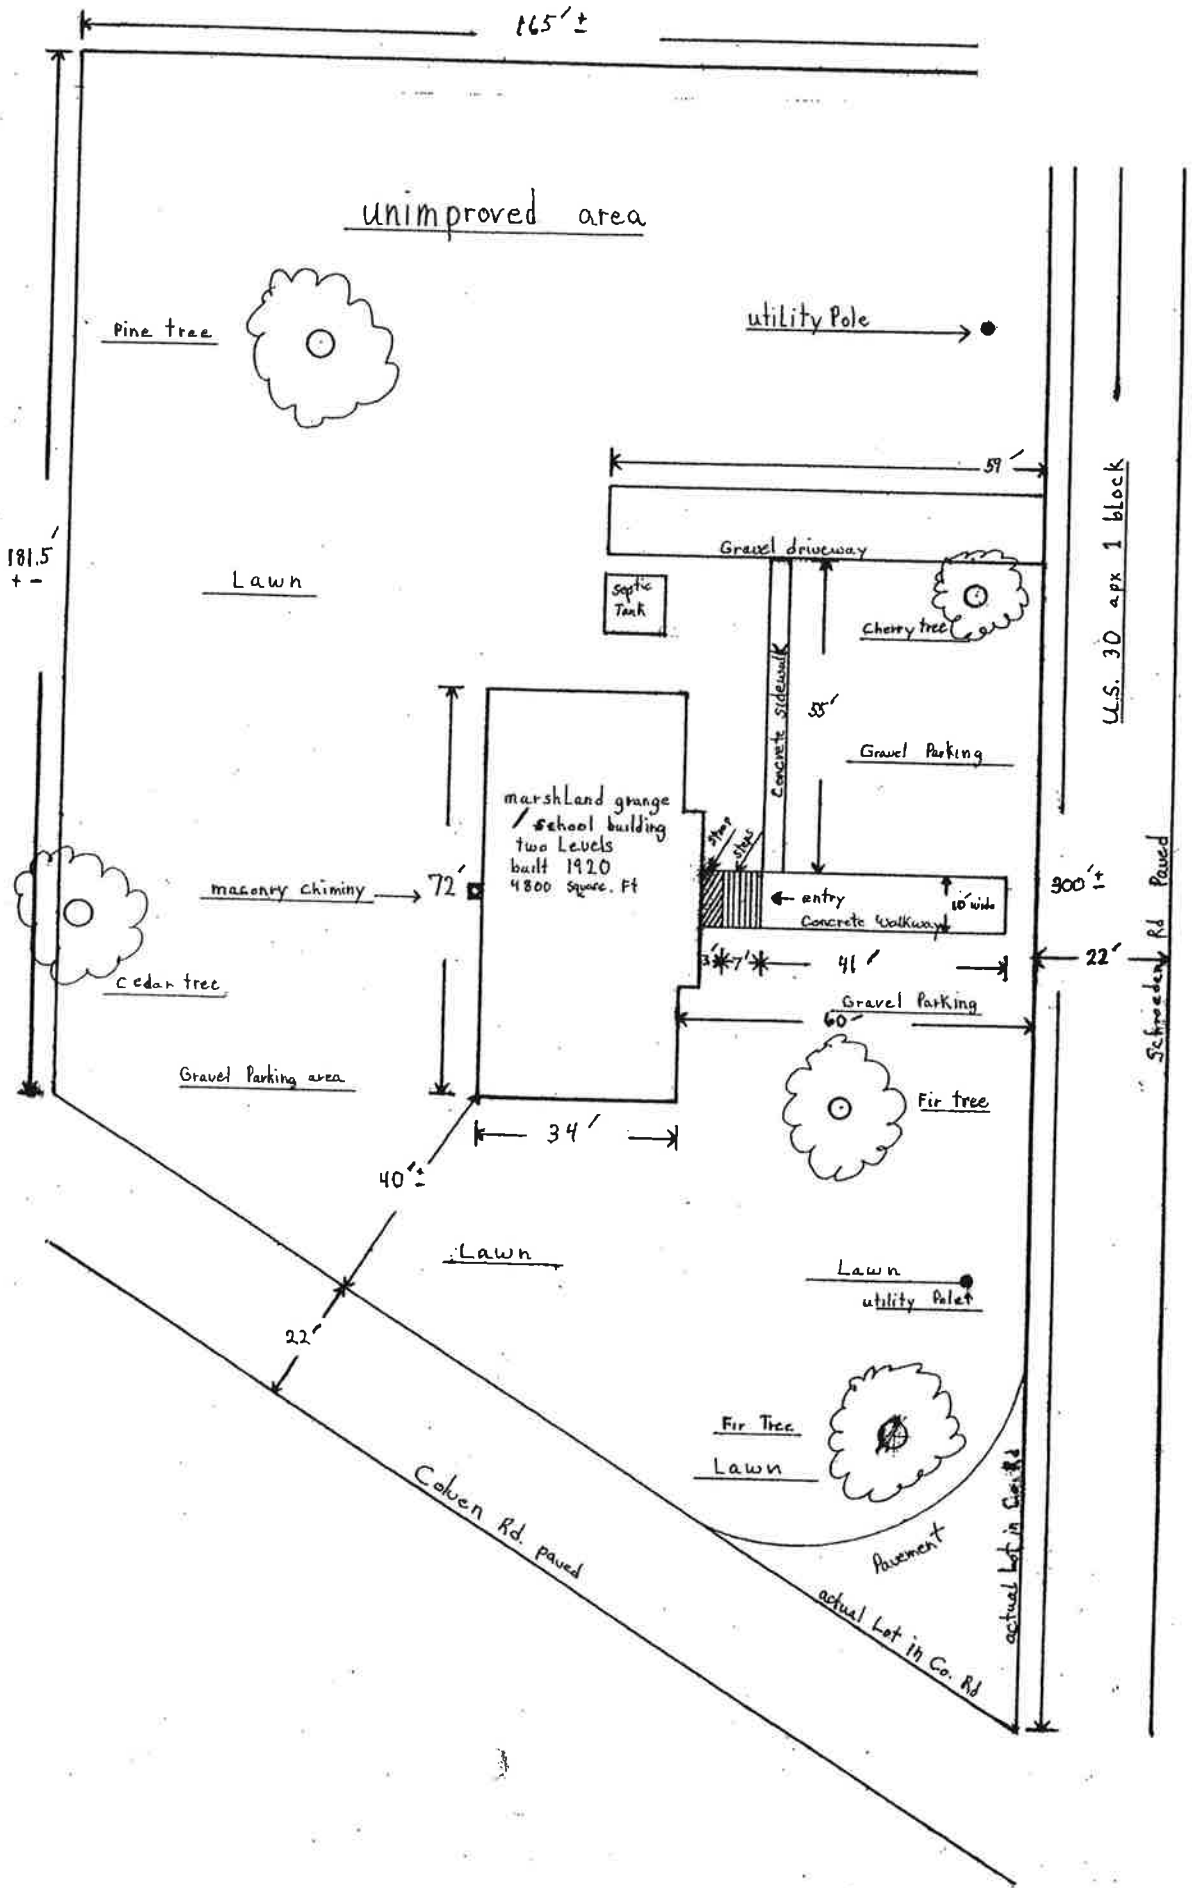 165' ±
unimproved area
Pine tree
utility Pole
59'
Gravel driveway
181.5'
+ -
Lawn
Septic
Tank
Cherry tree
U.S. 30 apx 1 block
Concrete sidewalk
55'
Gravel Parking
marshland grange
/ school building
two Levels
built 1920
4800 square. Ft
stoop
steps
masonry chiminy
72'
entry
10' wide
Concrete walkway
300' ±
Schroeder Rd Paved
3'
7'
41'
22'
Cedar tree
Gravel Parking
60'
Gravel Parking area
Fir tree
34'
40' ±
Lawn
Lawn
utility Pole
22'
Fir Tree
Lawn
Colven Rd. paved
Pavement
actual Lot in Co. Rd
actual Lot in Co. Rd